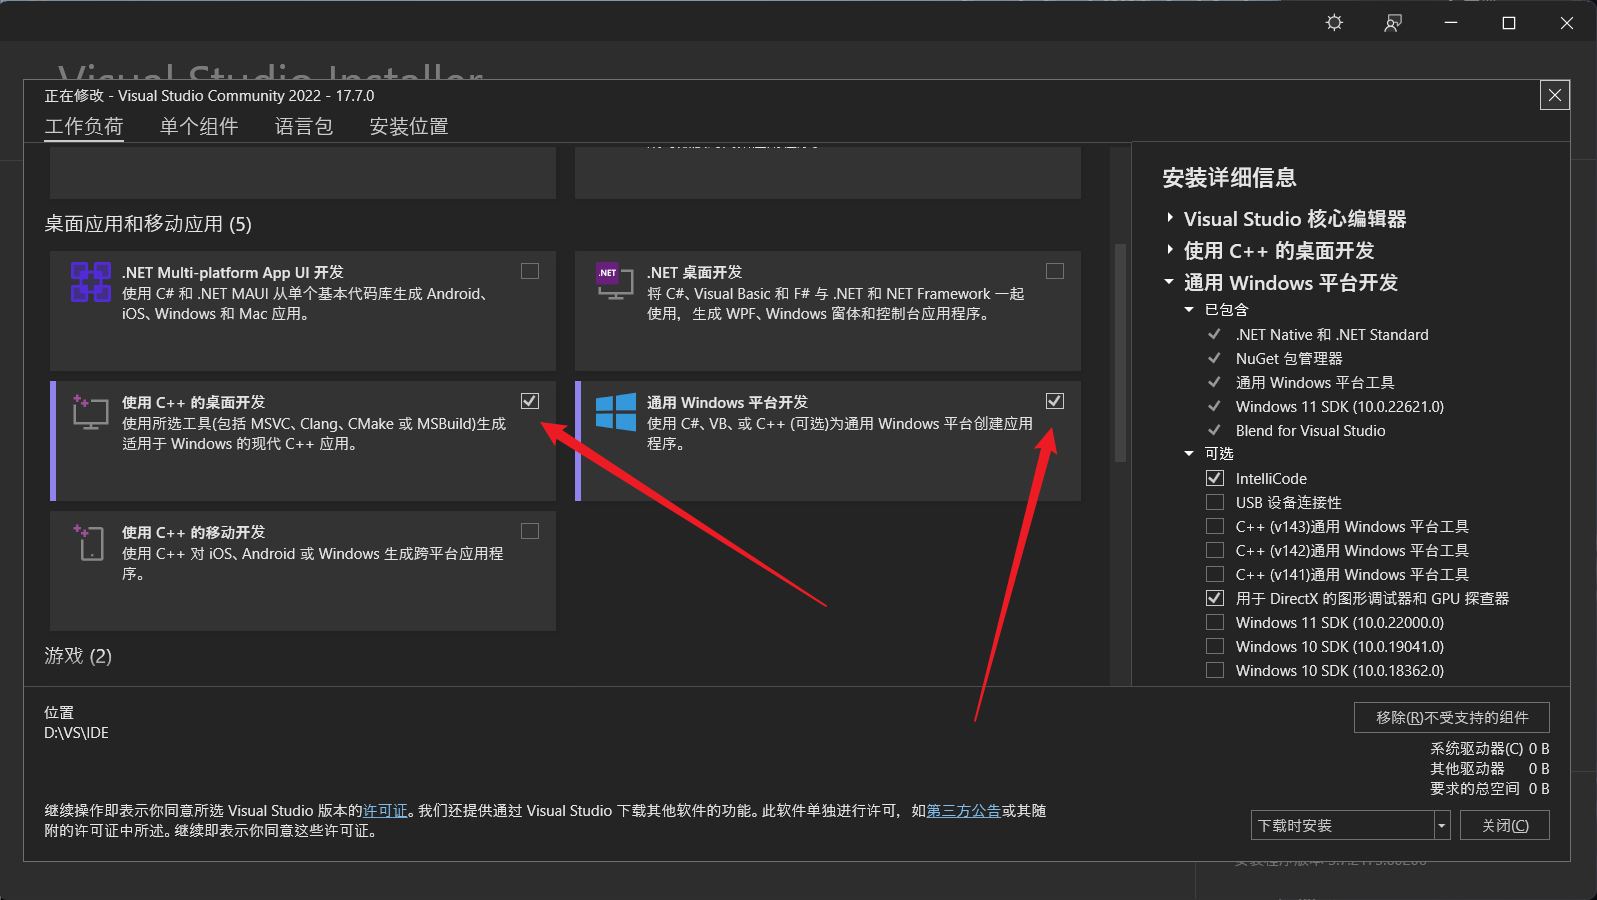 Visual Studio Installer
正在修改 - Visual Studio Community 2022 - 17.7.0
工作负荷 单个组件 语言包 安装位置
桌面应用和移动应用 (5)
.NET Multi-platform App UI 开发
使用 C# 和 .NET MAUI 从单个基本代码库生成 Android、
iOS、Windows 和 Mac 应用。
.NET
.NET 桌面开发
将 C#、Visual Basic 和 F# 与 .NET 和 NET Framework 一起
使用，生成 WPF、Windows 窗体和控制台应用程序。
使用 C++ 的桌面开发
使用所选工具(包括 MSVC、Clang、CMake 或 MSBuild)生成
适用于 Windows 的现代 C++ 应用。
通用 Windows 平台开发
使用 C#、VB、或 C++ (可选)为通用 Windows 平台创建应用
程序。
使用 C++ 的移动开发
使用 C++ 对 iOS、Android 或 Windows 生成跨平台应用程
序。
游戏 (2)
安装详细信息
Visual Studio 核心编辑器
使用 C++ 的桌面开发
通用 Windows 平台开发
已包含
.NET Native 和 .NET Standard
NuGet 包管理器
通用 Windows 平台工具
Windows 11 SDK (10.0.22621.0)
Blend for Visual Studio
可选
IntelliCode
USB 设备连接性
C++ (v143)通用 Windows 平台工具
C++ (v142)通用 Windows 平台工具
C++ (v141)通用 Windows 平台工具
用于 DirectX 的图形调试器和 GPU 探查器
Windows 11 SDK (10.0.22000.0)
Windows 10 SDK (10.0.19041.0)
Windows 10 SDK (10.0.18362.0)
位置
D:\VS\IDE
移除(R)不受支持的组件
系统驱动器(C) 0 B
其他驱动器 0 B
要求的总空间 0 B
继续操作即表示你同意所选 Visual Studio 版本的许可证。我们还提供通过 Visual Studio 下载其他软件的功能。此软件单独进行许可，如第三方公告或其随
附的许可证中所述。继续即表示你同意这些许可证。
下载时安装
关闭(C)